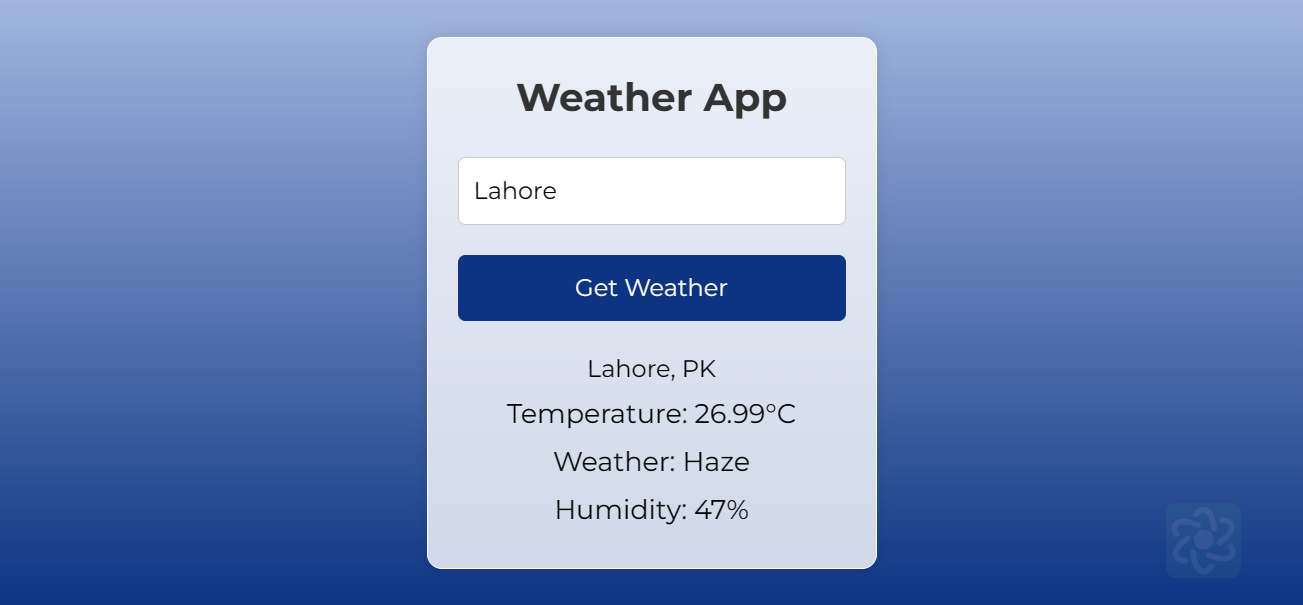 Weather App
Lahore
Get Weather
Lahore, PK
Temperature: 26.99°C
Weather: Haze
Humidity: 47%